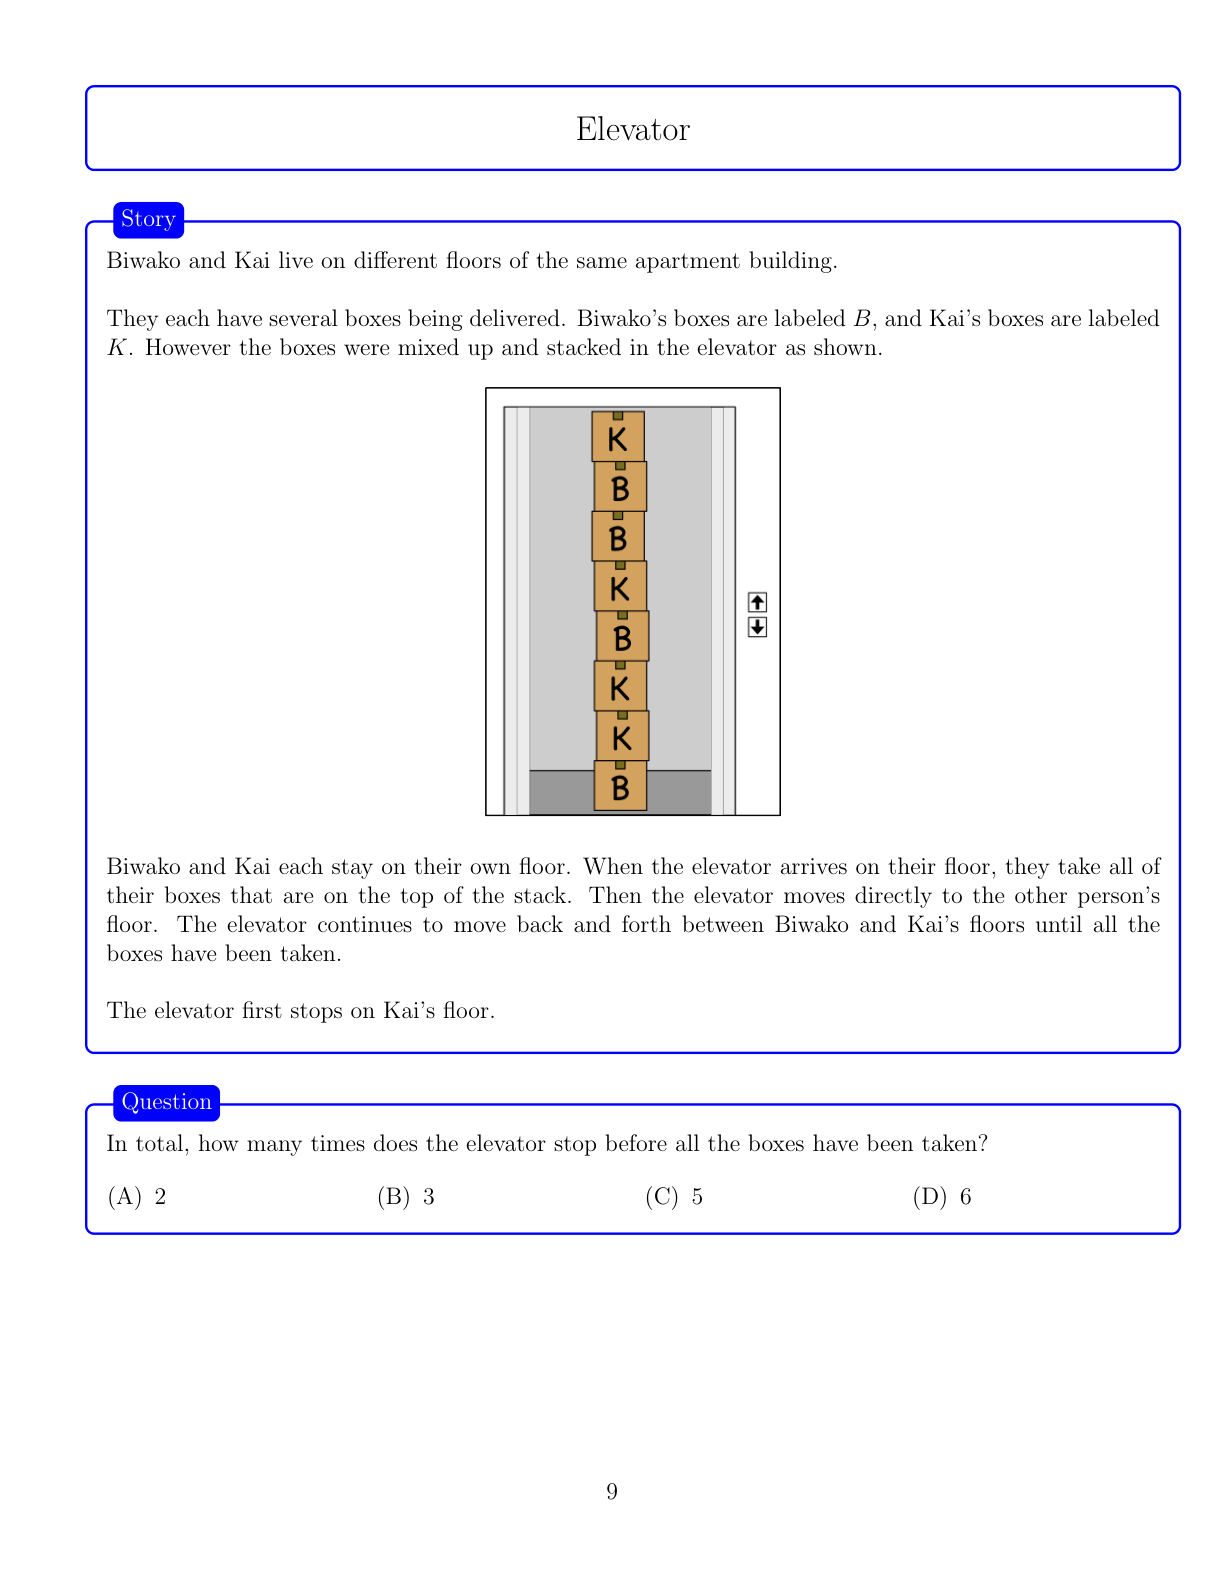 Elevator
Story
Biwako and Kai live on different floors of the same apartment building.
They each have several boxes being delivered. Biwako's boxes are labeled B, and Kai's boxes are labeled
K. However the boxes were mixed up and stacked in the elevator as shown.
K
B
B
K
B
K
K
B
Biwako and Kai each stay on their own floor. When the elevator arrives on their floor, they take all of
their boxes that are on the top of the stack. Then the elevator moves directly to the other person's
floor. The elevator continues to move back and forth between Biwako and Kai's floors until all the
boxes have been taken.
The elevator first stops on Kai's floor.
Question
In total, how many times does the elevator stop before all the boxes have been taken?
(A) 2 (B) 3 (C) 5 (D) 6
9